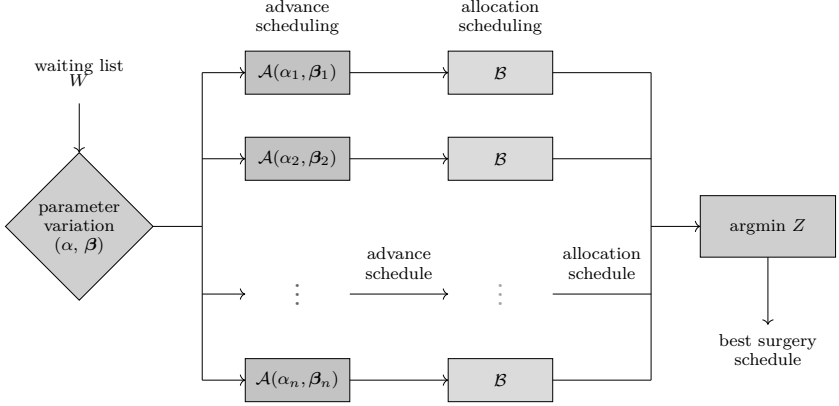 advance
scheduling
allocation
scheduling
waiting list
W
𝒜(α₁, 𝜷₁)
ℬ
𝒜(α₂, 𝜷₂)
ℬ
parameter
variation
(α, 𝜷)
argmin Z
advance
schedule
allocation
schedule
⋮
⋮
best surgery
schedule
𝒜(αₙ, 𝜷ₙ)
ℬ